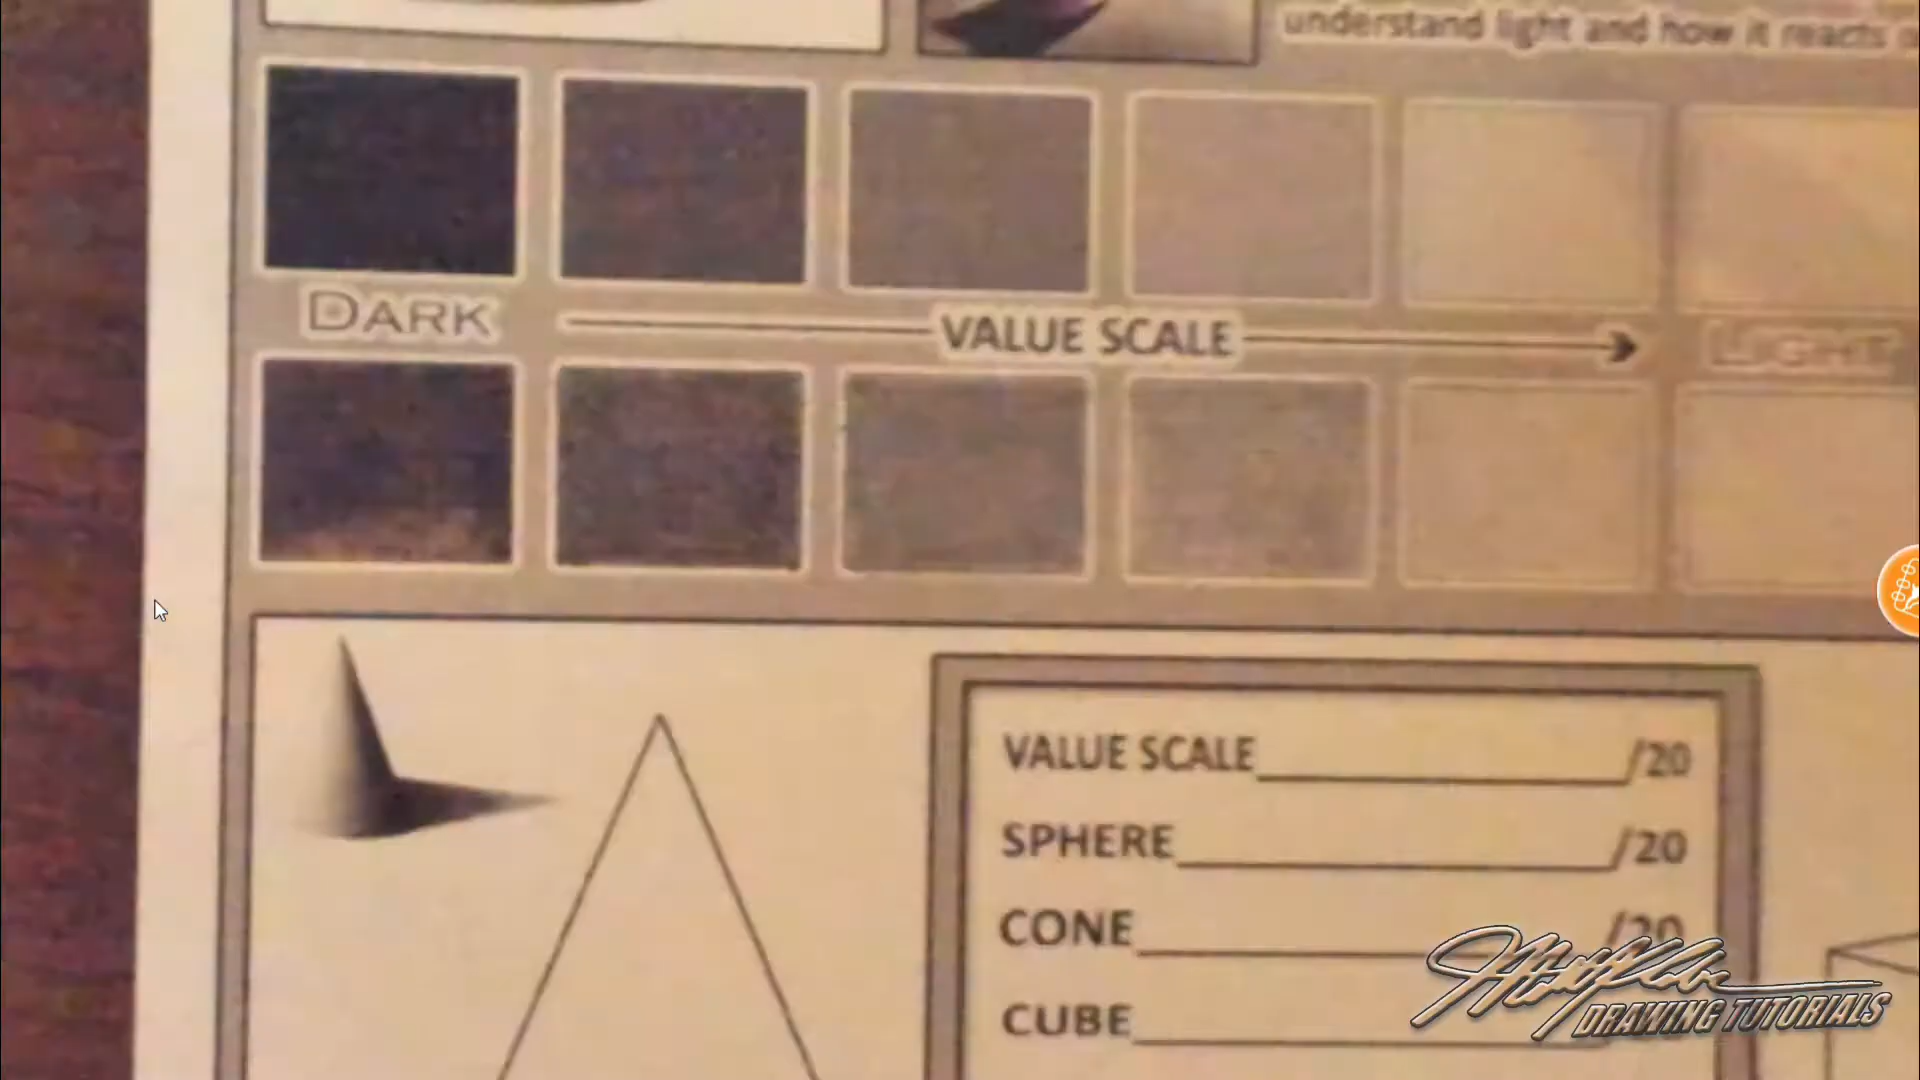 understand light and how it reacts
DARK
VALUE SCALE
LIGHT
VALUE SCALE /20
SPHERE /20
CONE /20
CUBE
DRAWING TUTORIALS